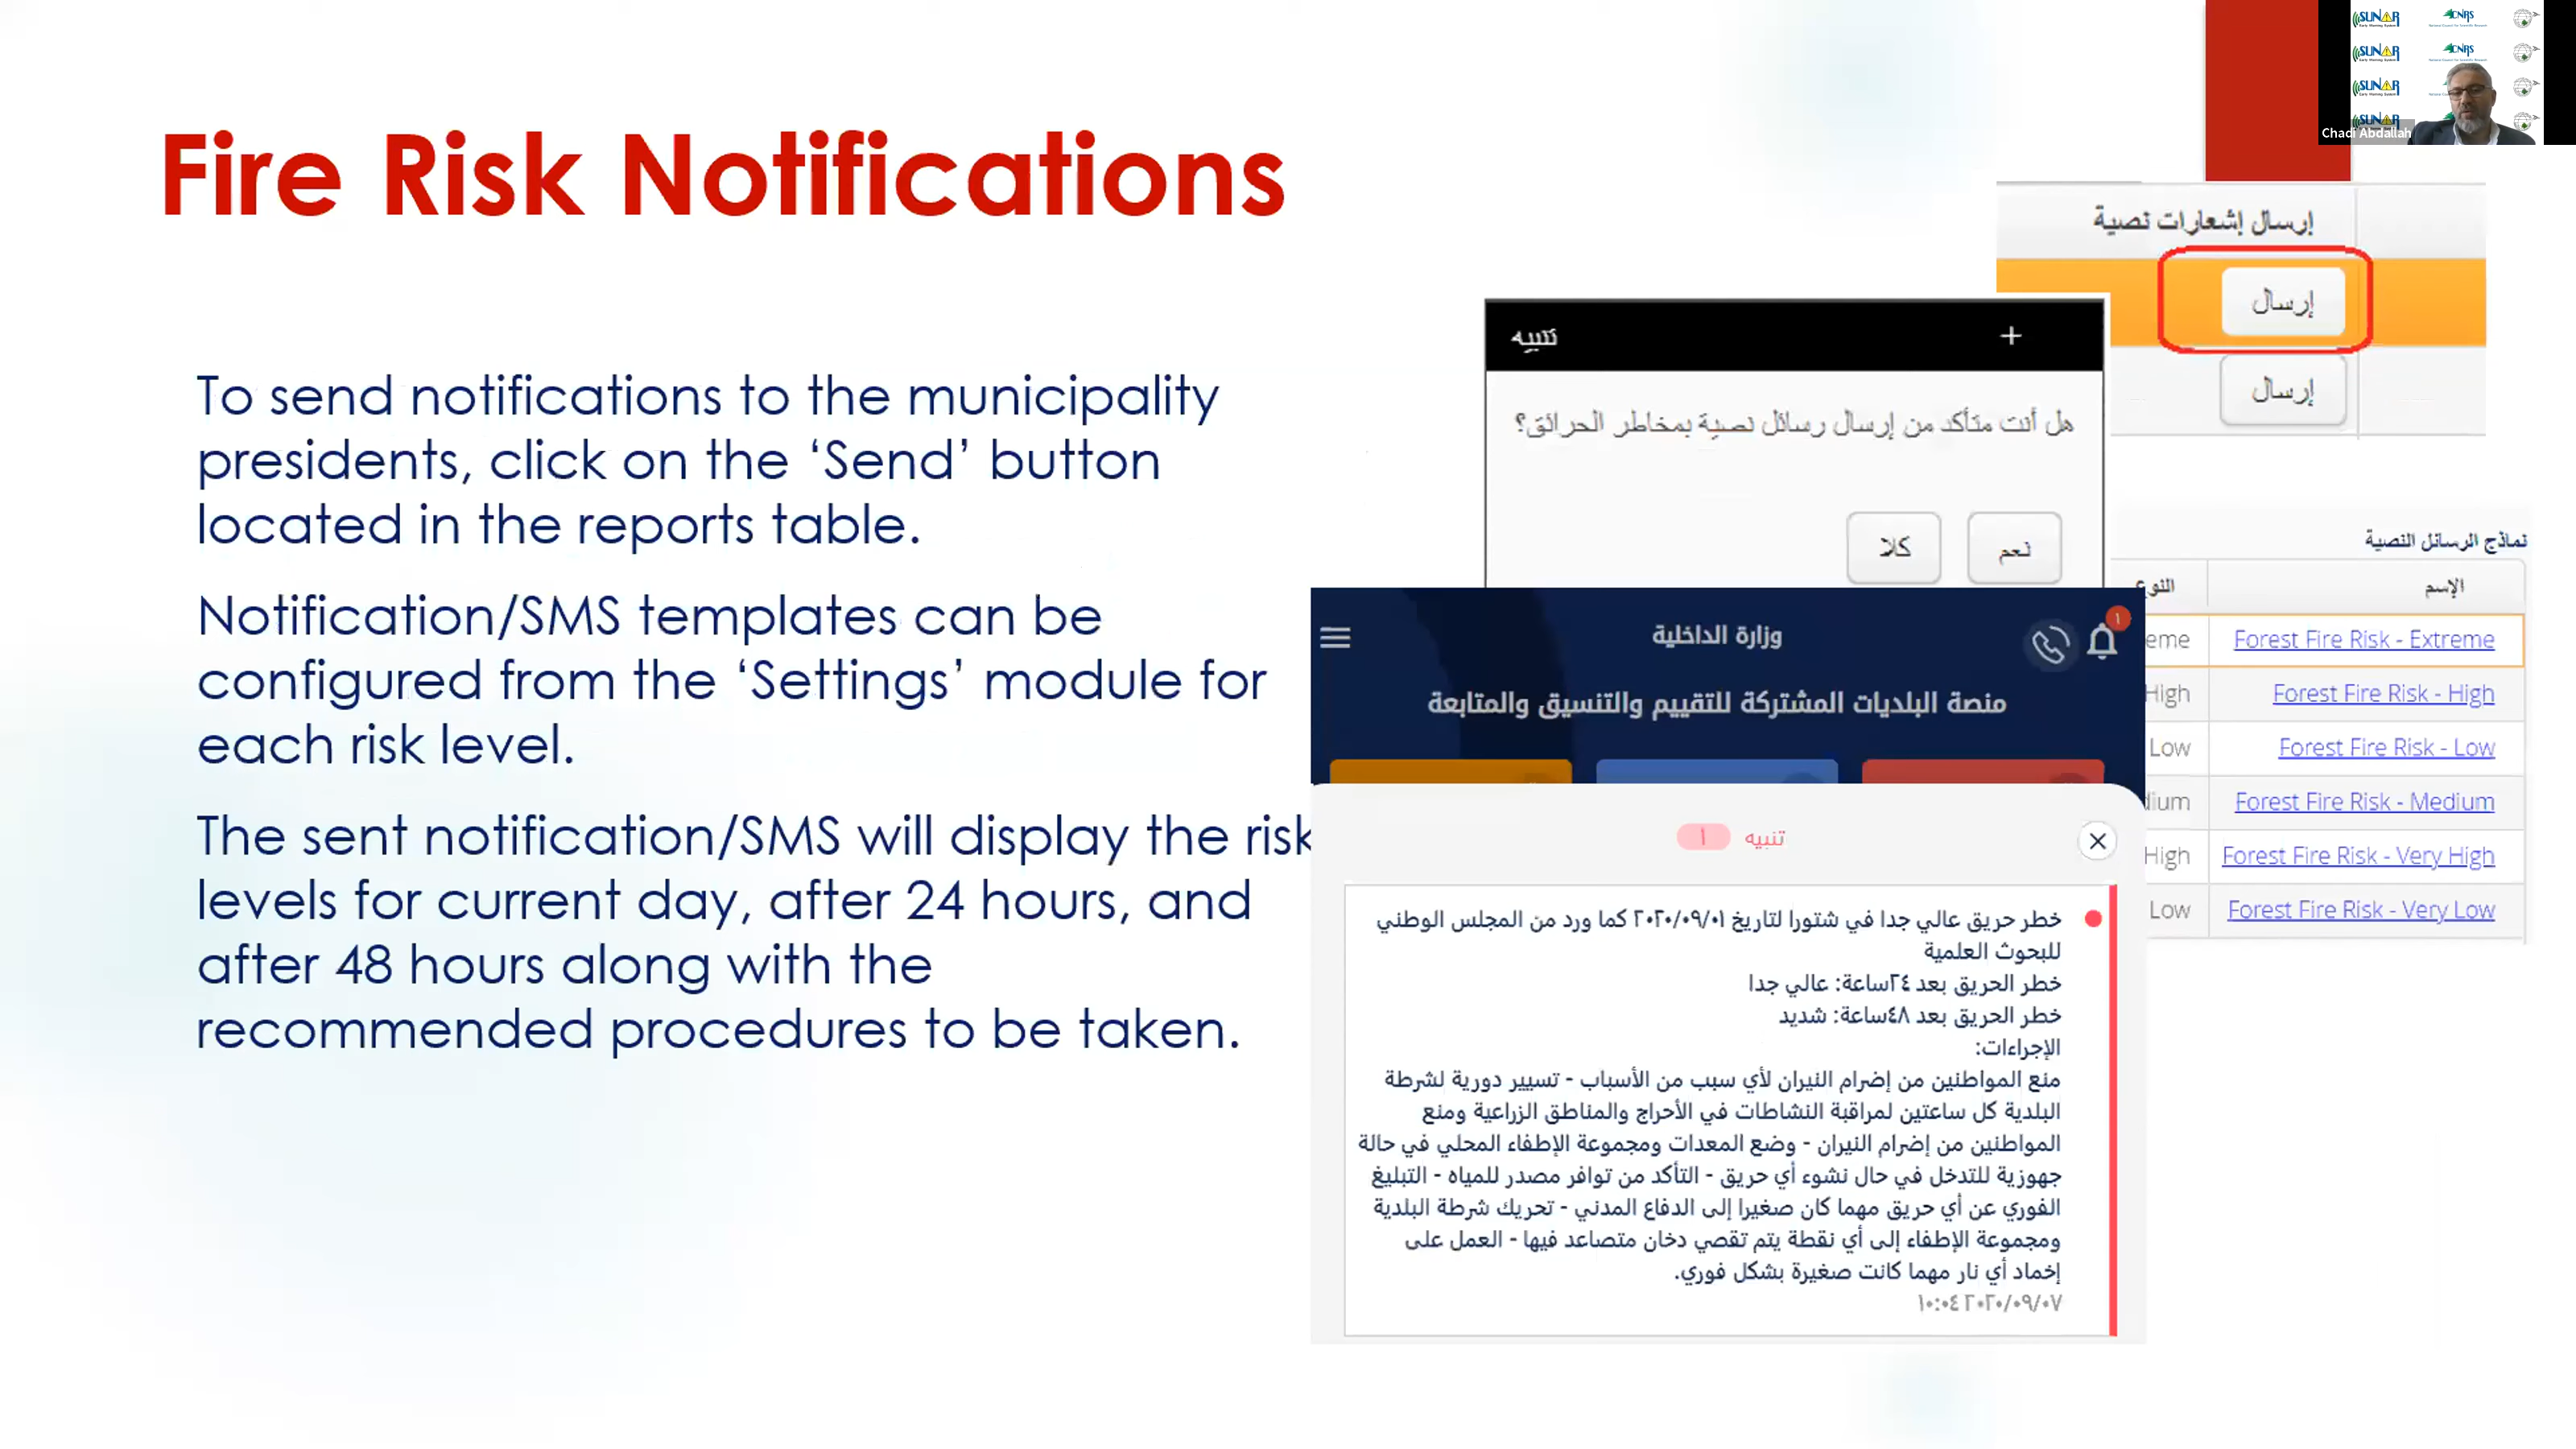 Fire Risk Notifications
To send notifications to the municipality
presidents, click on the ‘Send’ button
located in the reports table.
Notification/SMS templates can be
configured from the ‘Settings’ module for
each risk level.
The sent notification/SMS will display the risk
levels for current day, after 24 hours, and
after 48 hours along with the
recommended procedures to be taken.
SUNAR CNRS
SUNAR CNRS
SUNAR
SUNAR
Chadi Abdallah
إرسال إشعارات نصية
إرسال
إرسال
تنبيه
هل أنت متأكد من إرسال رسائل نصية بمخاطر الحرائق؟
نعم
كلا
نماذج الرسائل النصية
الإسم
Forest Fire Risk - Extreme
Forest Fire Risk - High
High
Forest Fire Risk - Low
Low
Forest Fire Risk - Medium
Forest Fire Risk - Very High
High
Forest Fire Risk - Very Low
Low
١
وزارة الداخلية
منصة البلديات المشتركة للتقييم والتنسيق والمتابعة
تنبيه ١
خطر حريق عالي جدا في شتورا لتاريخ ٢٠٢٠/٠٩/٠١ كما ورد من المجلس الوطني
للبحوث العلمية
خطر الحريق بعد ٢٤ساعة: عالي جدا
خطر الحريق بعد ٤٨ساعة: شديد
الإجراءات:
منع المواطنين من إضرام النيران لأي سبب من الأسباب - تسيير دورية لشرطة
البلدية كل ساعتين لمراقبة النشاطات في الأحراج والمناطق الزراعية ومنع
المواطنين من إضرام النيران - وضع المعدات ومجموعة الإطفاء المحلي في حالة
جهوزية للتدخل في حال نشوء أي حريق - التأكد من توافر مصدر للمياه - التبليغ
الفوري عن أي حريق مهما كان صغيرا إلى الدفاع المدني - تحريك شرطة البلدية
ومجموعة الإطفاء إلى أي نقطة يتم تقصي دخان متصاعد فيها - العمل على
إخماد أي نار مهما كانت صغيرة بشكل فوري.
٢٠٢٠/٠٩/٠٧ ١٠:٠٤